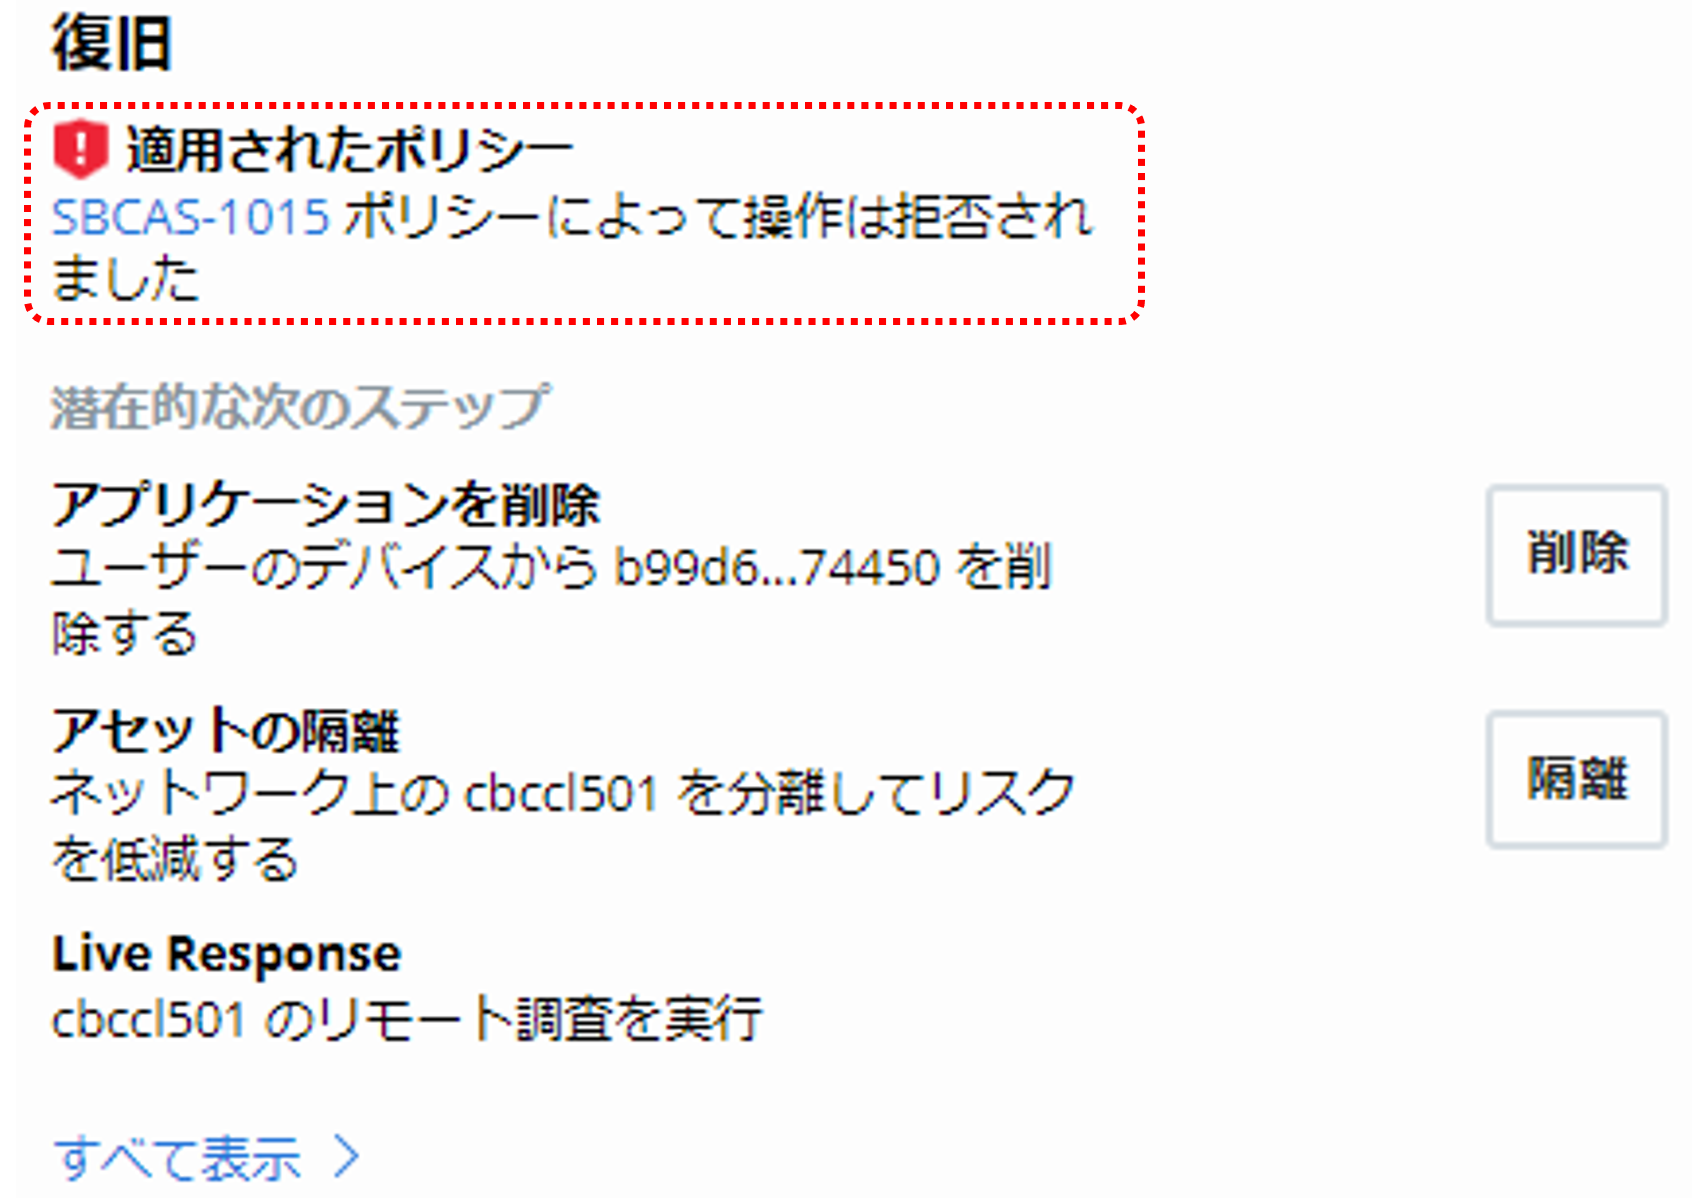 復旧
適用されたポリシー
SBCAS-1015 ポリシーによって操作は拒否され
ました
潜在的な次のステップ
アプリケーションを削除
ユーザーのデバイスから b99d6...74450 を削
除する
削除
アセットの隔離
ネットワーク上の cbccl501 を分離してリスク
を低減する
隔離
Live Response
cbccl501 のリモート調査を実行
すべて表示